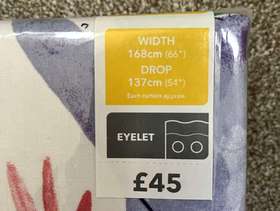 WIDTH
168cm (66")
DROP
137cm (54")
Each curtain approx.
EYELET
£45